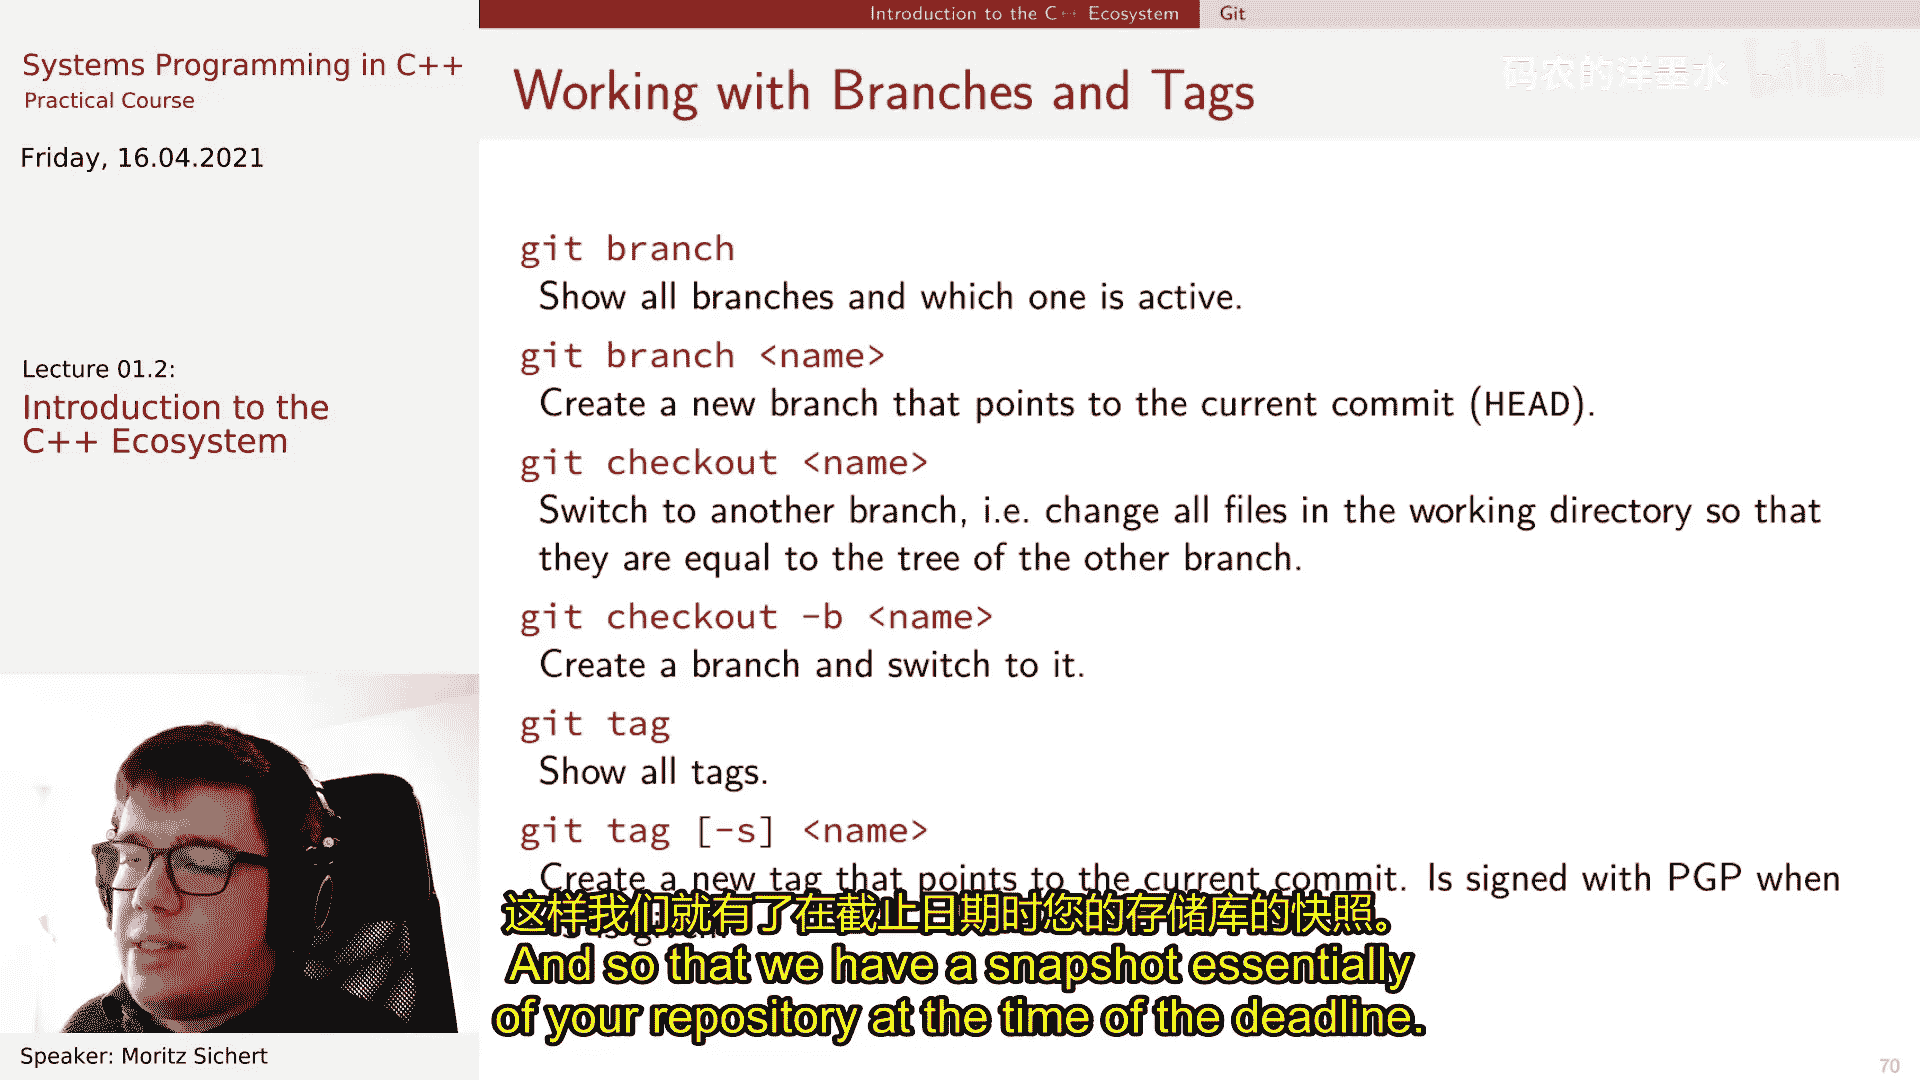 Introduction to the C++ Ecosystem
Git
Systems Programming in C++
Practical Course
Friday, 16.04.2021
Working with Branches and Tags
码农的洋墨水 bilibili
git branch
Show all branches and which one is active.
git branch <name>
Create a new branch that points to the current commit (HEAD).
git checkout <name>
Switch to another branch, i.e. change all files in the working directory so that
they are equal to the tree of the other branch.
git checkout -b <name>
Create a branch and switch to it.
git tag
Show all tags.
git tag [-s] <name>
Create a new tag that points to the current commit. Is signed with PGP when
Lecture 01.2:
Introduction to the
C++ Ecosystem
这样我们就有了在截止日期时您的存储库的快照。
And so that we have a snapshot essentially
of your repository at the time of the deadline.
Speaker: Moritz Sichert
70